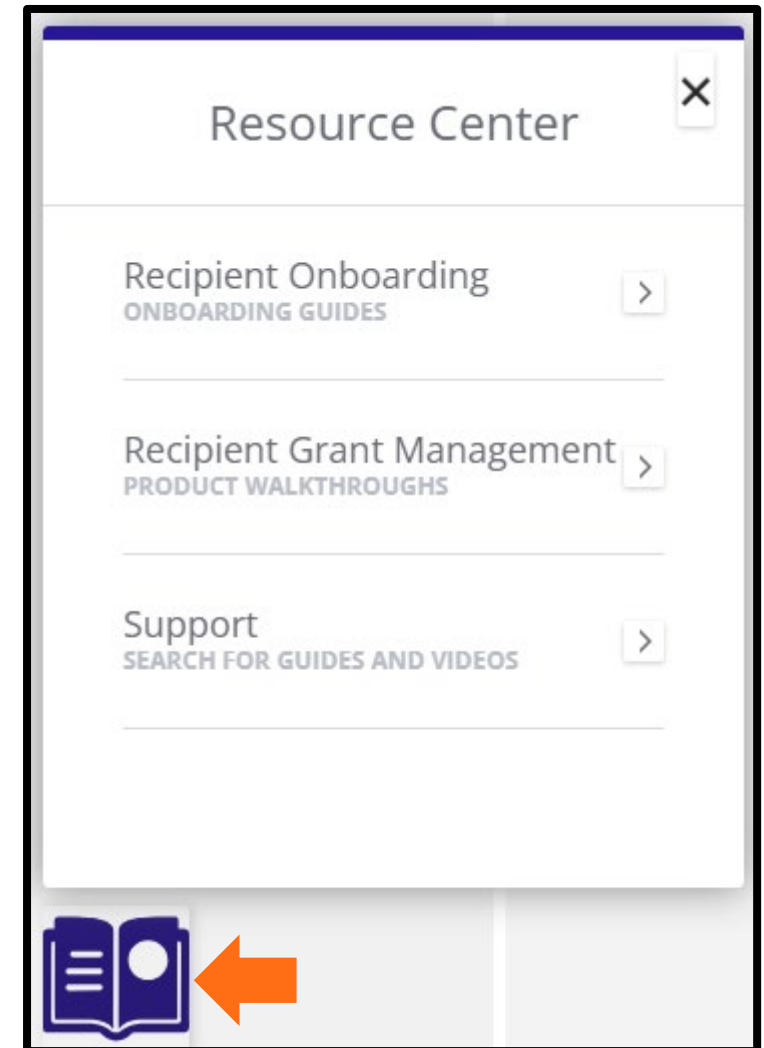 Resource Center
Recipient Onboarding
ONBOARDING GUIDES
Recipient Grant Management
PRODUCT WALKTHROUGHS
Support
SEARCH FOR GUIDES AND VIDEOS